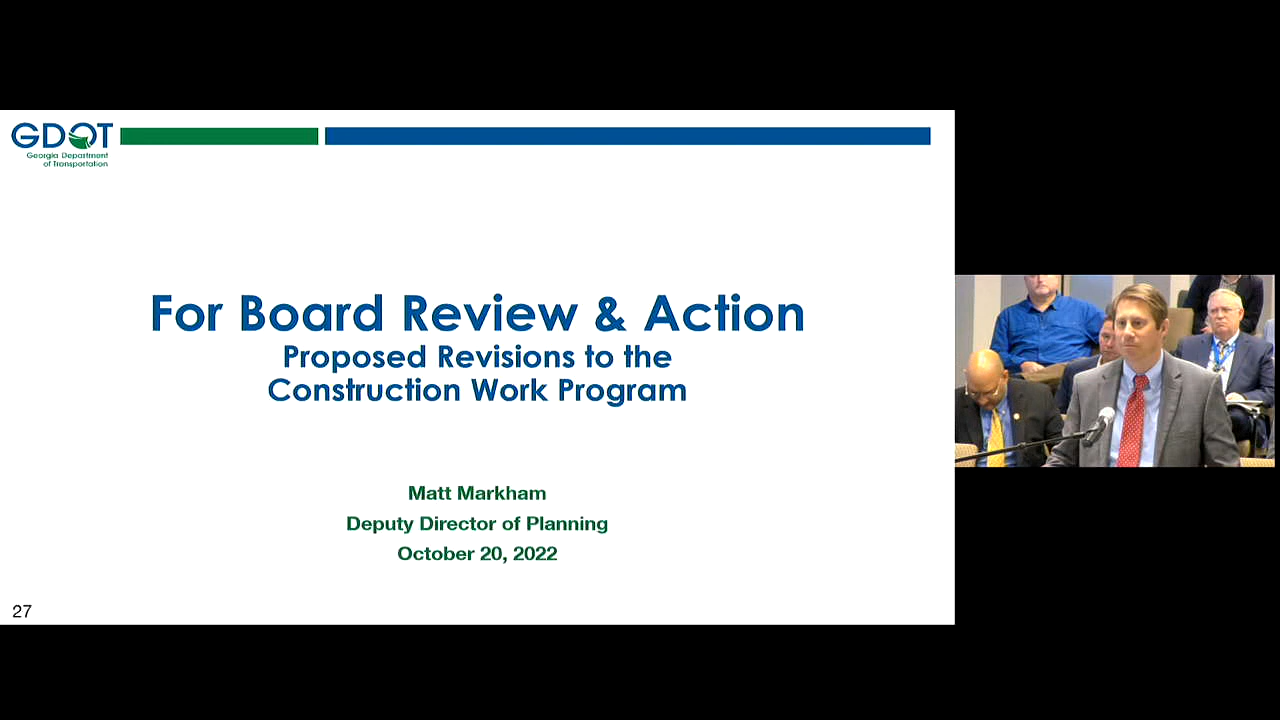 GDOT
Georgia Department
of Transportation
For Board Review & Action
Proposed Revisions to the
Construction Work Program
Matt Markham
Deputy Director of Planning
October 20, 2022
27